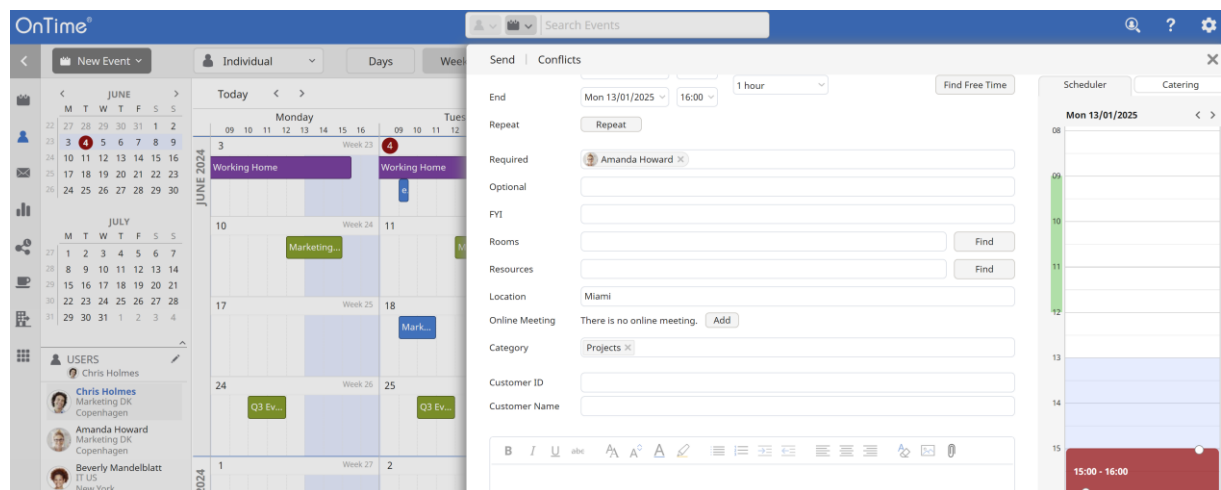 OnTime®
Search Events
New Event
Individual
Days
Week
Today
JUNE
M T W T F S S
22 27 28 29 30 31 1 2
23 3 4 5 6 7 8 9
24 10 11 12 13 14 15 16
25 17 18 19 20 21 22 23
26 24 25 26 27 28 29 30
JULY
M T W T F S S
27 1 2 3 4 5 6 7
28 8 9 10 11 12 13 14
29 15 16 17 18 19 20 21
30 22 23 24 25 26 27 28
31 29 30 31 1 2 3 4
USERS
Chris Holmes
Chris Holmes
Marketing DK
Copenhagen
Amanda Howard
Marketing DK
Copenhagen
Beverly Mandelblatt
IT US
New York
Monday
Tues
09 10 11 12 13 14 15 16 09 10 11 12
JUNE 2024
3 Week 23 4
Working Home
Working Home
e
10 Week 24 11
Marketing...
M
17 Week 25 18
Mark...
24 Week 26 25
Q3 Ev...
Q3 Ev...
1 Week 27 2
2024
Send
Conflicts
End Mon 13/01/2025 16:00
1 hour
Find Free Time
Repeat Repeat
Required Amanda Howard ×
Optional
FYI
Rooms Find
Resources Find
Location Miami
Online Meeting There is no online meeting. Add
Category Projects ×
Customer ID
Customer Name
B I U abc
Scheduler
Catering
Mon 13/01/2025
08
09
10
11
12
13
14
15
15:00 - 16:00